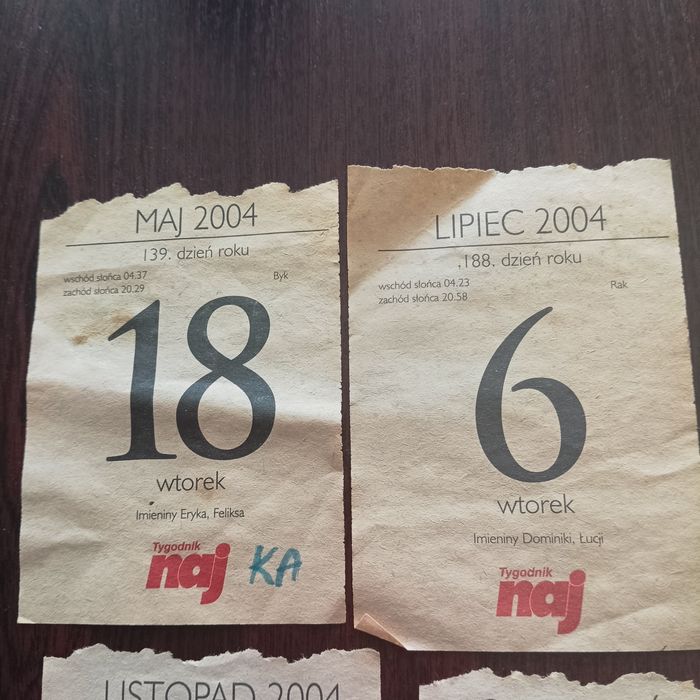 MAJ 2004
139. dzień roku
wschód słońca 04.37
zachód słońca 20.29
Byk
18
wtorek
Imieniny Eryka, Feliksa
Tygodnik
naj KA
LIPIEC 2004
188. dzień roku
wschód słońca 04.23
zachód słońca 20.58
Rak
6
wtorek
Imieniny Dominiki, Łucji
Tygodnik
naj
LISTOPAD 2004